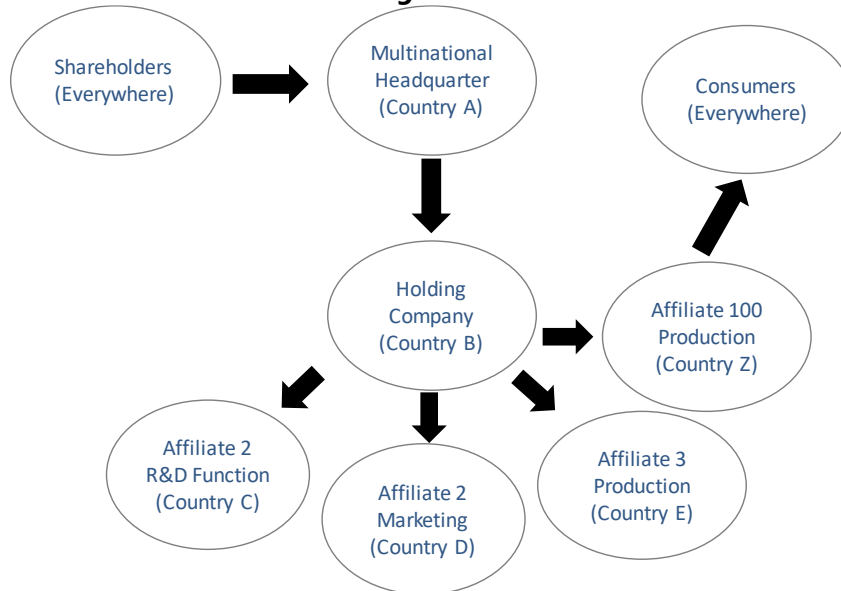 Shareholders
(Everywhere)
Multinational
Headquarter
(Country A)
Consumers
(Everywhere)
Holding
Company
(Country B)
Affiliate 100
Production
(Country Z)
Affiliate 2
R&D Function
(Country C)
Affiliate 2
Marketing
(Country D)
Affiliate 3
Production
(Country E)